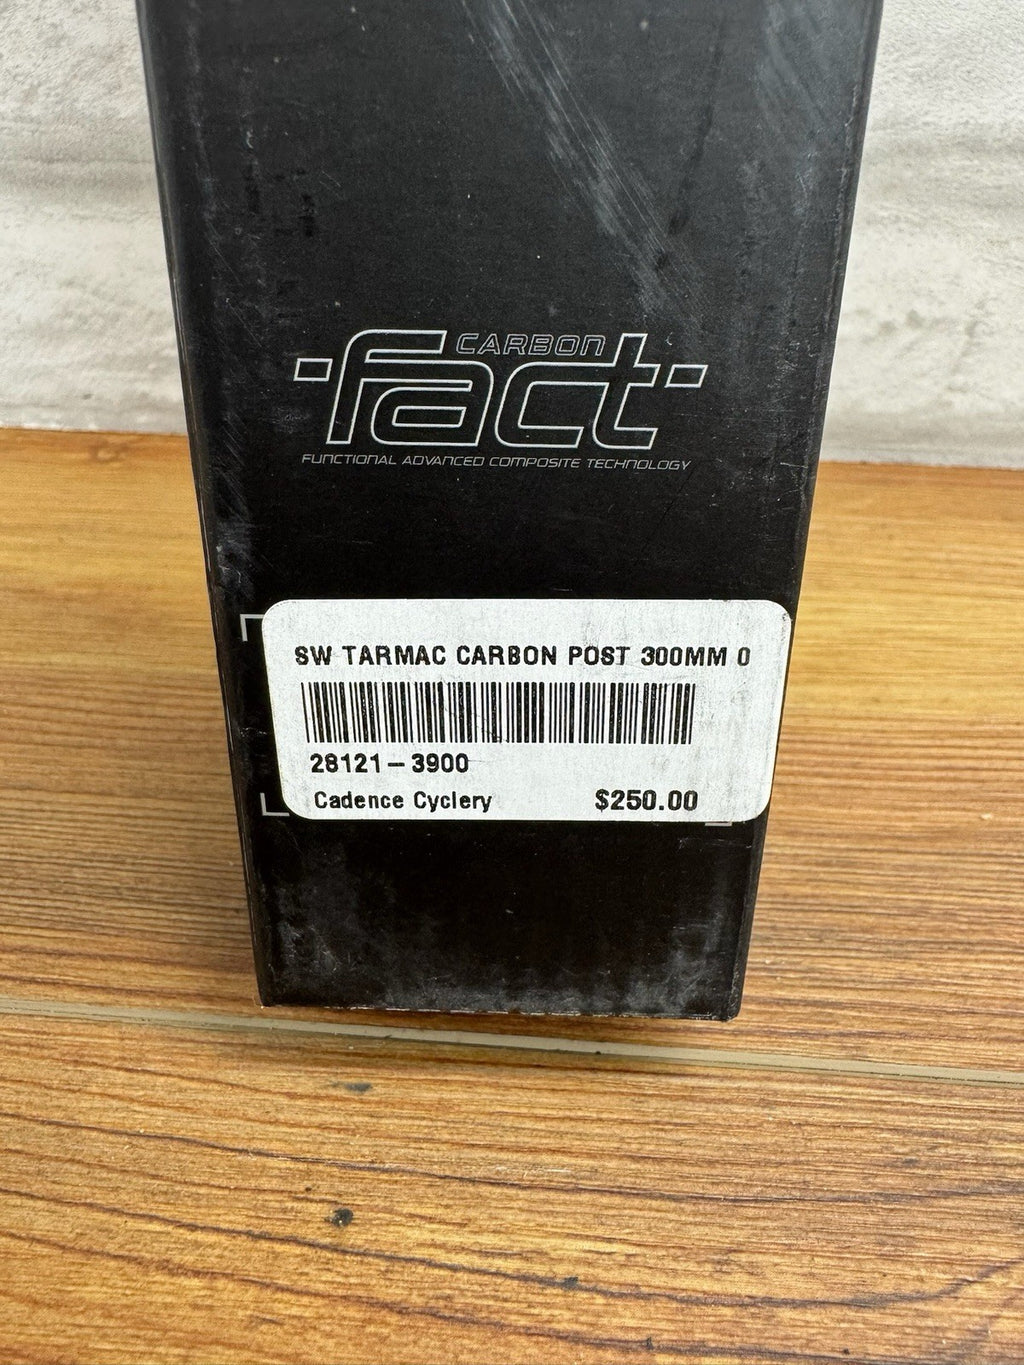 CARBON
fact
FUNCTIONAL ADVANCED COMPOSITE TECHNOLOGY
SW TARMAC CARBON POST 300MM 0
28121-3900
Cadence Cyclery $250.00